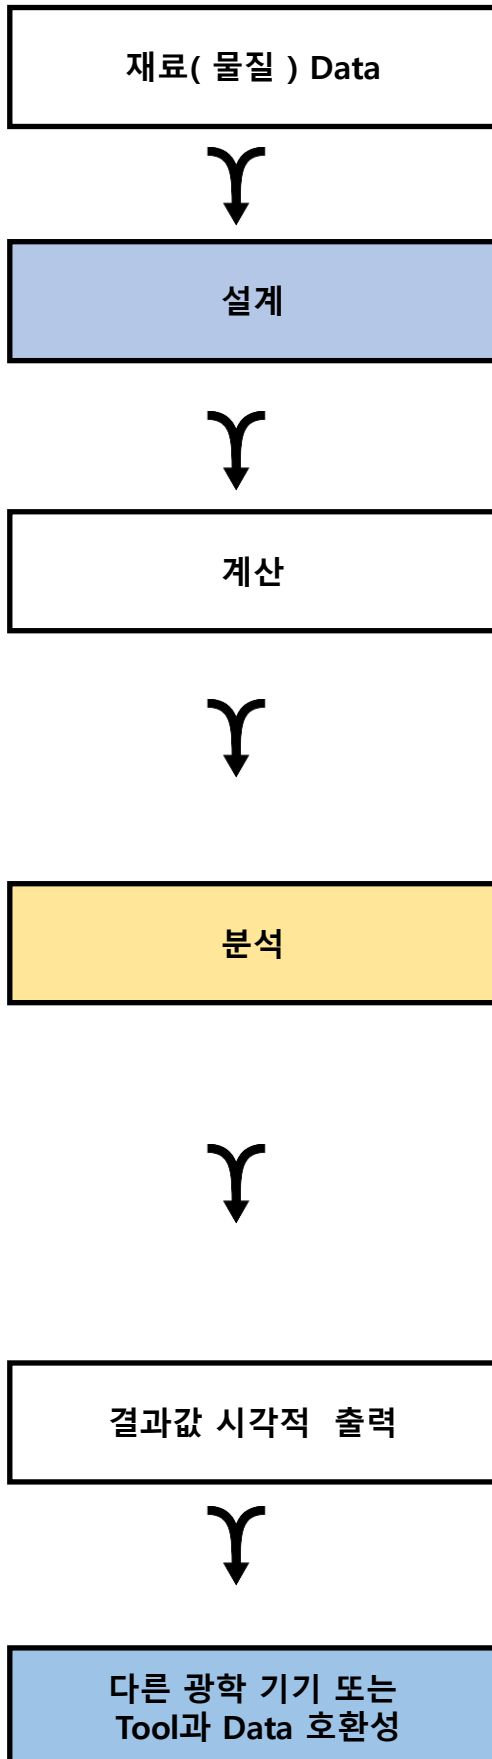 재료( 물질 ) Data
설계
계산
분석
결과값 시각적 출력
다른 광학 기기 또는
Tool과 Data 호환성